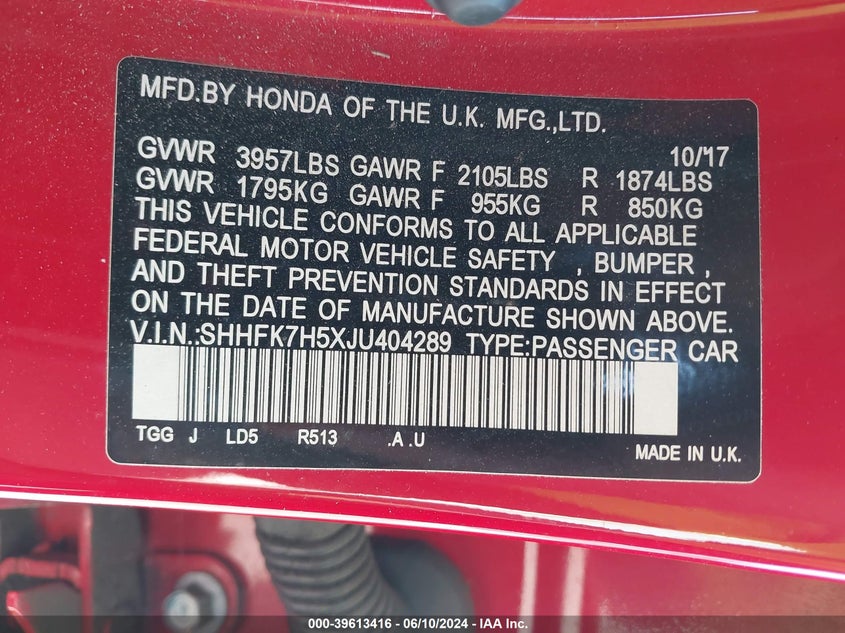 MFD.BY HONDA OF THE U.K. MFG.,LTD.
10/'17
GVWR 3957LBS GAWR F 2105LBS R 1874LBS
GVWR 1795KG GAWR F 955KG R 850KG
THIS VEHICLE CONFORMS TO ALL APPLICABLE
FEDERAL MOTOR VEHICLE SAFETY , BUMPER ,
AND THEFT PREVENTION STANDARDS IN EFFECT
ON THE DATE OF MANUFACTURE SHOWN ABOVE.
V.I.N.:SHHFK7H5XJU404289 TYPE:PASSENGER CAR
TGG J LD5 R513 .A .U
MADE IN U.K.
000-39613416 - 06/10/2024 - IAA Inc.